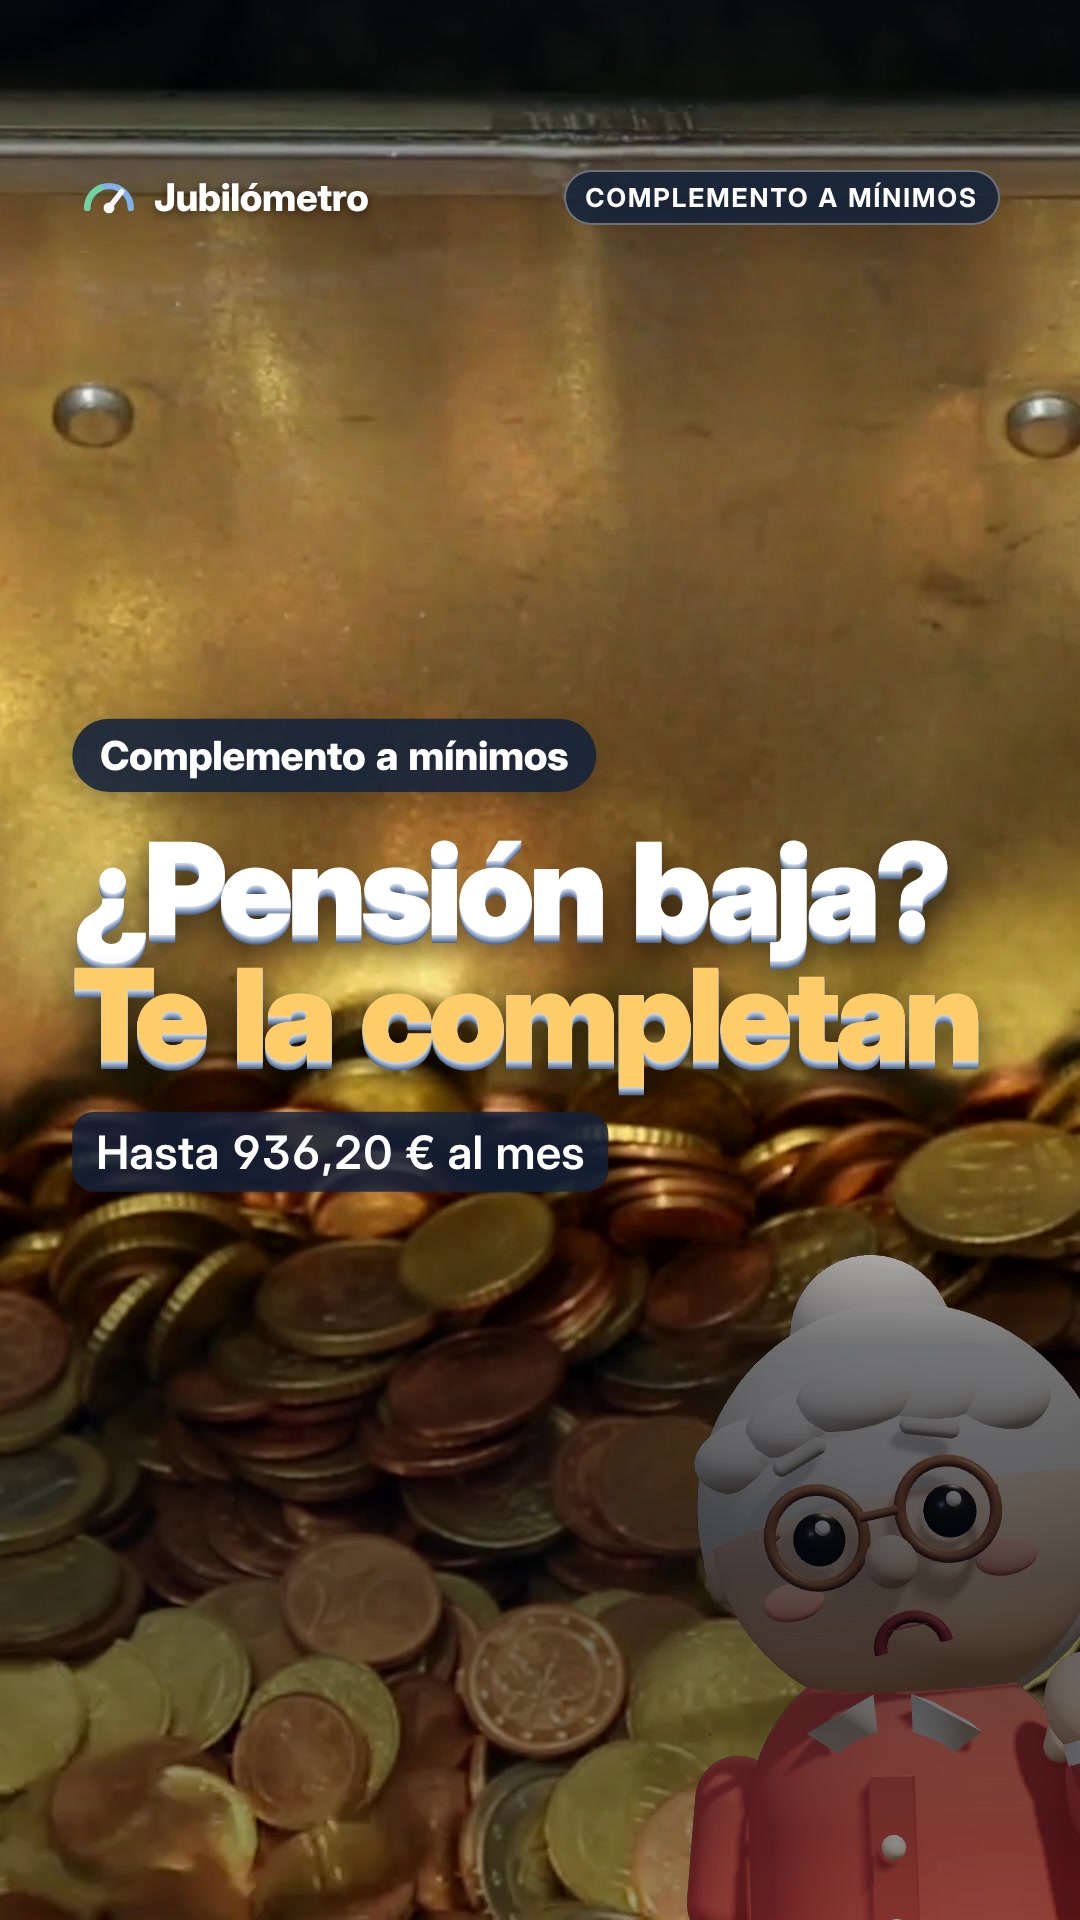 Jubilómetro
COMPLEMENTO A MÍNIMOS
Complemento a mínimos
¿Pensión baja?
Te la completan
Hasta 936,20 € al mes